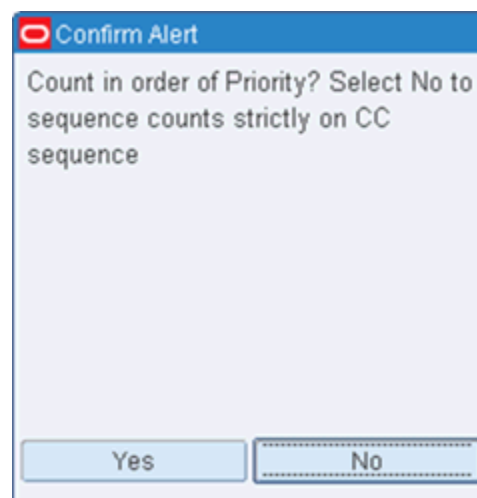 Confirm Alert
Count in order of Priority? Select No to
sequence counts strictly on CC
sequence
Yes No